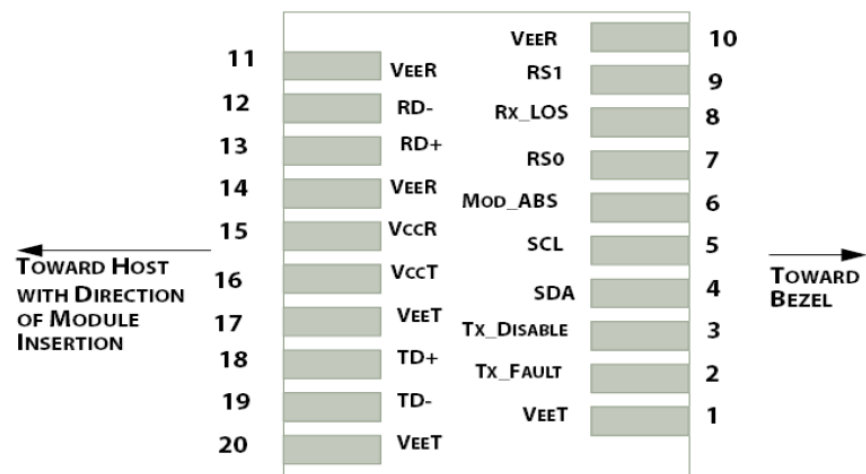 11 VEER
12 RD-
13 RD+
14 VEER
15 VCCR
16 VCCT
17 VEET
18 TD+
19 TD-
20 VEET
VEER 10
RS1 9
RX_LOS 8
RS0 7
MOD_ABS 6
SCL 5
SDA 4
TX_DISABLE 3
TX_FAULT 2
VEET 1
TOWARD HOST
WITH DIRECTION
OF MODULE
INSERTION
TOWARD
BEZEL